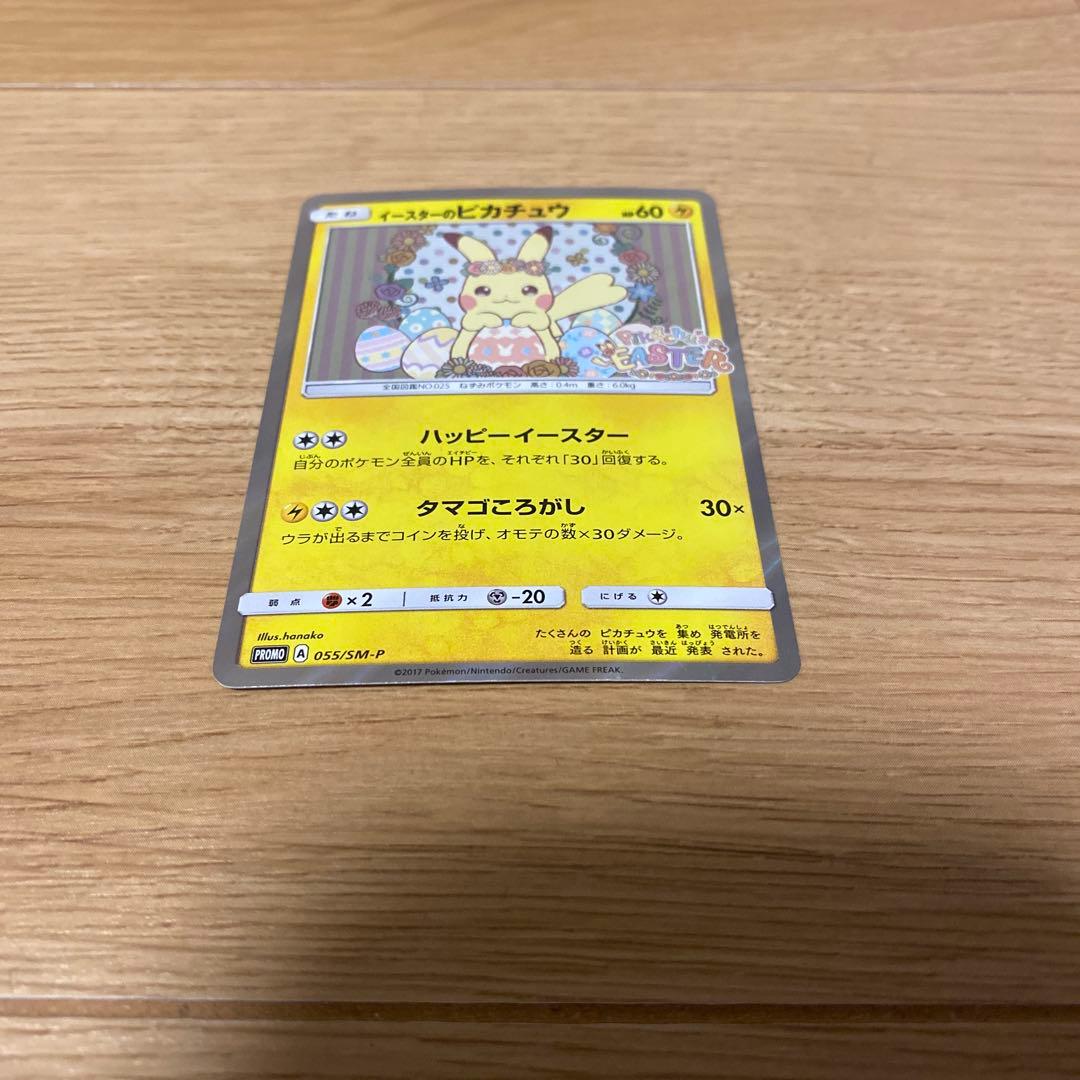 たね イースターのピカチュウ HP60
PIKACHU's
EASTER
全国図鑑NO.025 ねずみポケモン 高さ:0.4m 重さ:6.0kg
ハッピーイースター
自分のポケモン全員のHPを、それぞれ「30」回復する。
タマゴころがし 30×
ウラが出るまでコインを投げ、オモテの数×30ダメージ。
弱点 ×2 抵抗力 -20 にげる
Illus.hanako
たくさんの ピカチュウを 集め 発電所を
造る 計画が 最近 発表 された。
PROMO A 055/SM-P
©2017 Pokémon/Nintendo/Creatures/GAME FREAK.